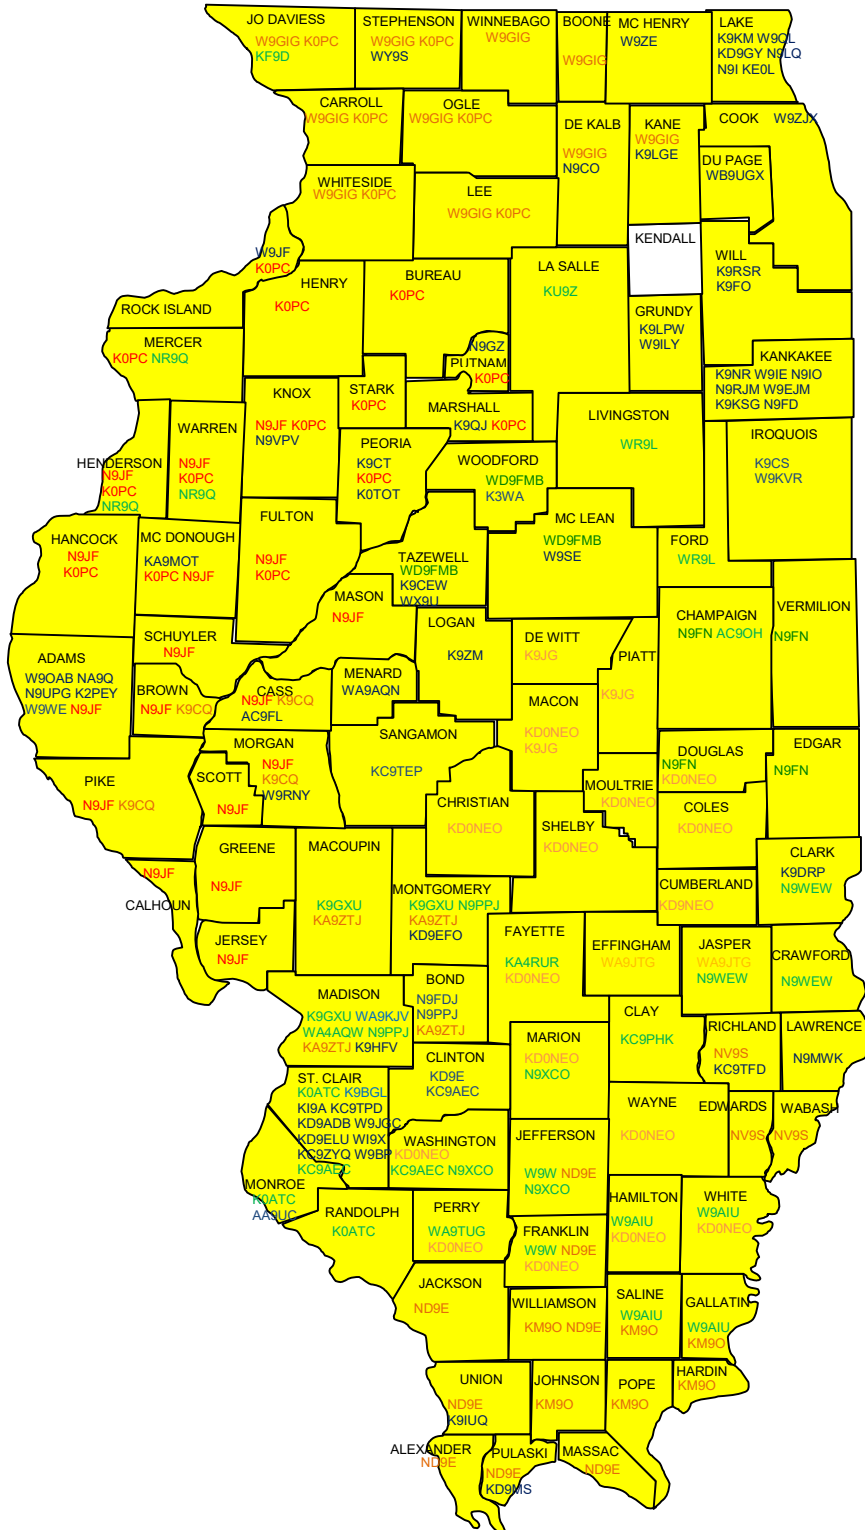 JO DAVIESS
W9GIG K0PC
KF9D
STEPHENSON
W9GIG K0PC
WY9S
WINNEBAGO
W9GIG
BOONE
W9GIG
MC HENRY
W9ZE
LAKE
K9KM W9QL
KD9GY N9LQ
N9I KE0L
CARROLL
W9GIG K0PC
OGLE
W9GIG K0PC
DE KALB
W9GIG
N9CO
KANE
W9GIG
K9LGE
COOK W9ZJX
DU PAGE
WB9UGX
WHITESIDE
W9GIG K0PC
LEE
W9GIG K0PC
KENDALL
W9JF
K0PC
ROCK ISLAND
HENRY
K0PC
BUREAU
K0PC
LA SALLE
KU9Z
WILL
K9RSR
K9FO
GRUNDY
K9LPW
W9ILY
MERCER
K0PC NR9Q
N9GZ
PUTNAM
K0PC
KANKAKEE
K9NR W9IE N9IO
N9RJM W9EJM
K9KSG N9FD
KNOX
N9JF K0PC
N9VPV
STARK
K0PC
MARSHALL
K9QJ K0PC
LIVINGSTON
WR9L
HENDERSON
N9JF
K0PC
NR9Q
WARREN
N9JF
K0PC
NR9Q
PEORIA
K9CT
K0PC
K0TOT
WOODFORD
WD9FMB
K3WA
IROQUOIS
K9CS
W9KVR
HANCOCK
N9JF
K0PC
MC DONOUGH
KA9MOT
K0PC N9JF
FULTON
N9JF
K0PC
TAZEWELL
WD9FMB
K9CEW
WX9U
MC LEAN
WD9FMB
W9SE
FORD
WR9L
MASON
N9JF
LOGAN
K9ZM
DE WITT
K9JG
PIATT
K9JG
CHAMPAIGN
N9FN AC9OH
VERMILION
N9FN
ADAMS
W9OAB NA9Q
N9UPG K2PEY
W9WE N9JF
SCHUYLER
N9JF
BROWN
N9JF K9CQ
CASS
N9JF K9CQ
AC9FL
MENARD
WA9AQN
MACON
KD0NEO
K9JG
SANGAMON
KC9TEP
MORGAN
N9JF
K9CQ
W9RNY
SCOTT
N9JF
PIKE
N9JF K9CQ
CHRISTIAN
KD0NEO
MOULTRIE
KD0NEO
DOUGLAS
N9FN
KD0NEO
EDGAR
N9FN
SHELBY
KD0NEO
COLES
KD0NEO
GREENE
N9JF
MACOUPIN
K9GXU
KA9ZTJ
MONTGOMERY
K9GXU N9PPJ
KA9ZTJ
KD9EFO
N9JF
CALHOUN
CUMBERLAND
KD9NEO
CLARK
K9DRP
N9WEW
JERSEY
N9JF
FAYETTE
KA4RUR
KD0NEO
EFFINGHAM
WA9JTG
JASPER
WA9JTG
N9WEW
CRAWFORD
N9WEW
MADISON
K9GXU WA9KJV
WA4AQW N9PPJ
KA9ZTJ K9HFV
BOND
N9FDJ
N9PPJ
KA9ZTJ
CLAY
KC9PHK
RICHLAND
NV9S
KC9TFD
LAWRENCE
N9MWK
CLINTON
KD9E
KC9AEC
MARION
KD0NEO
N9XCO
ST. CLAIR
K0ATC K9BGL
KI9A KC9TPD
KD9ADB W9JGC
KD9ELU WI9X
KC9ZYQ W9BP
KC9AEC
WAYNE
KD0NEO
EDWARDS
NV9S
WABASH
NV9S
WASHINGTON
KD0NEO
KC9AEC N9XCO
JEFFERSON
W9W ND9E
N9XCO
MONROE
K0ATC
AA9UC
RANDOLPH
K0ATC
PERRY
WA9TUG
KD0NEO
FRANKLIN
W9W ND9E
KD0NEO
HAMILTON
W9AIU
KD0NEO
WHITE
W9AIU
KD0NEO
JACKSON
ND9E
WILLIAMSON
KM9O ND9E
SALINE
W9AIU
KM9O
GALLATIN
W9AIU
KM9O
UNION
ND9E
K9IUQ
JOHNSON
KM9O
POPE
KM9O
HARDIN
KM9O
ALEXANDER
ND9E
PULASKI
ND9E
KD9MS
MASSAC
ND9E